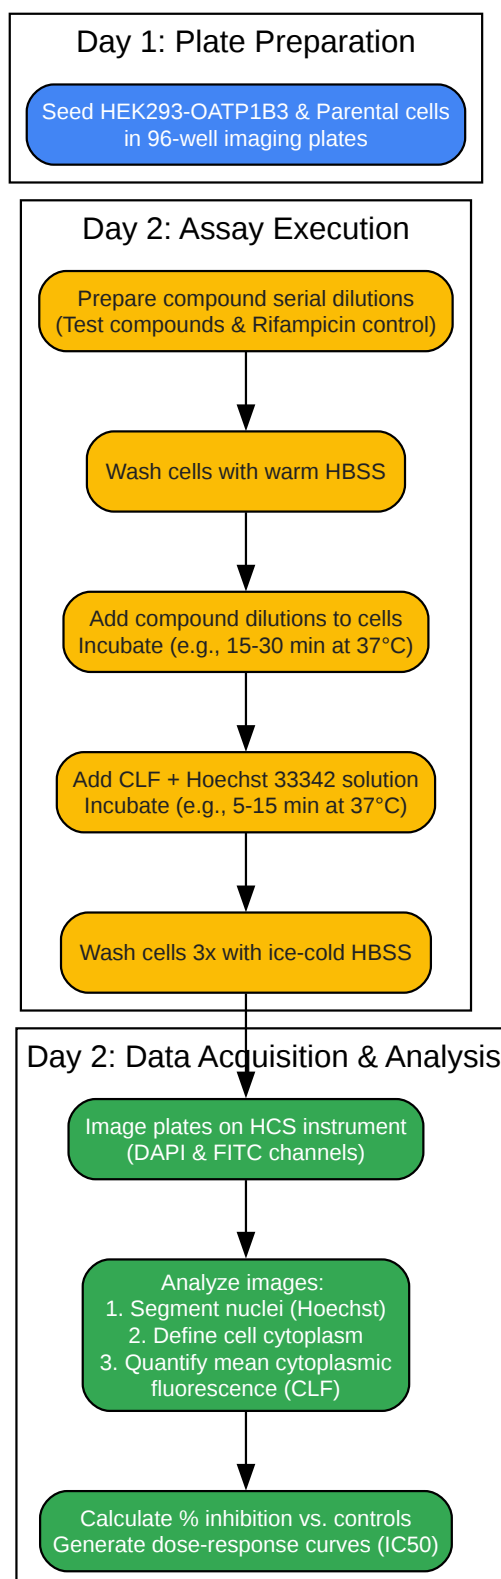 Day 1: Plate Preparation
Seed HEK293-OATP1B3 & Parental cells
in 96-well imaging plates
Day 2: Assay Execution
Prepare compound serial dilutions
(Test compounds & Rifampicin control)
Wash cells with warm HBSS
Add compound dilutions to cells
Incubate (e.g., 15-30 min at 37°C)
Add CLF + Hoechst 33342 solution
Incubate (e.g., 5-15 min at 37°C)
Wash cells 3x with ice-cold HBSS
Day 2: Data Acquisition & Analysis
Image plates on HCS instrument
(DAPI & FITC channels)
Analyze images:
1. Segment nuclei (Hoechst)
2. Define cell cytoplasm
3. Quantify mean cytoplasmic
fluorescence (CLF)
Calculate % inhibition vs. controls
Generate dose-response curves (IC50)